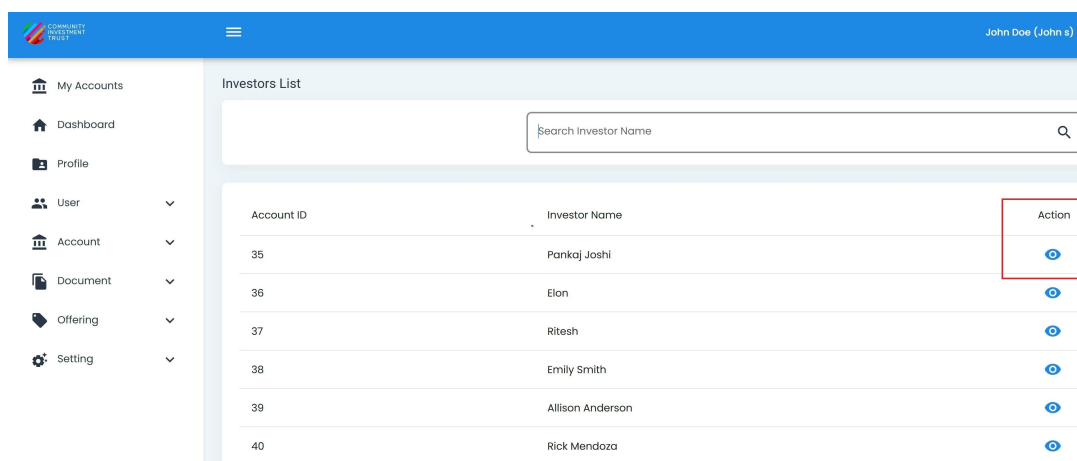 COMMUNITY
INVESTMENT
TRUST
John Doe (John s)
My Accounts
Dashboard
Profile
User
Account
Document
Offering
Setting
Investors List
Search Investor Name
Account ID Investor Name Action
35 Pankaj Joshi
36 Elon
37 Ritesh
38 Emily Smith
39 Allison Anderson
40 Rick Mendoza